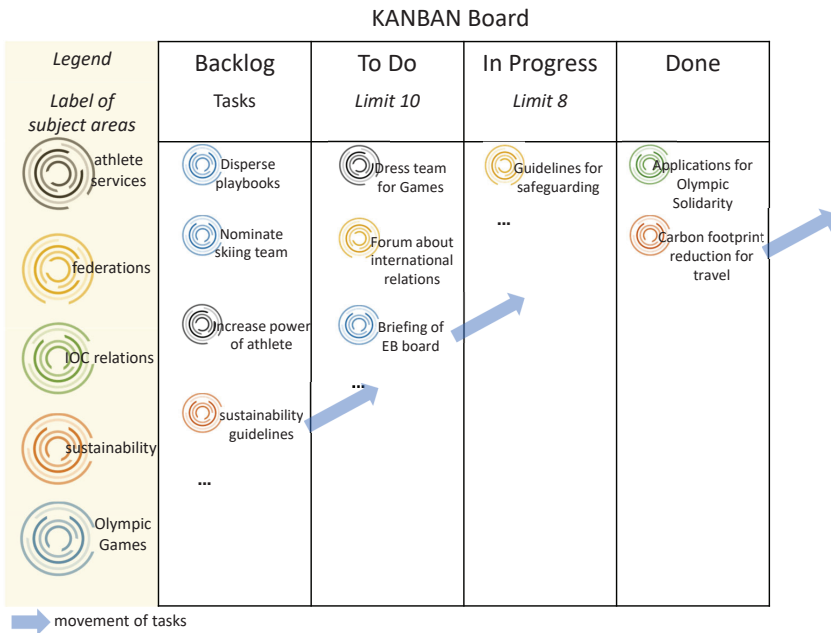 KANBAN Board
Legend
Label of
subject areas
athlete
services
federations
IOC relations
sustainability
Olympic
Games
Backlog
Tasks
Disperse
playbooks
Nominate
skiing team
Increase power
of athlete
sustainability
guidelines
...
To Do
Limit 10
Dress team
for Games
Forum about
international
relations
Briefing of
EB board
...
In Progress
Limit 8
Guidelines for
safeguarding
...
Done
Applications for
Olympic
Solidarity
Carbon footprint
reduction for
travel
movement of tasks